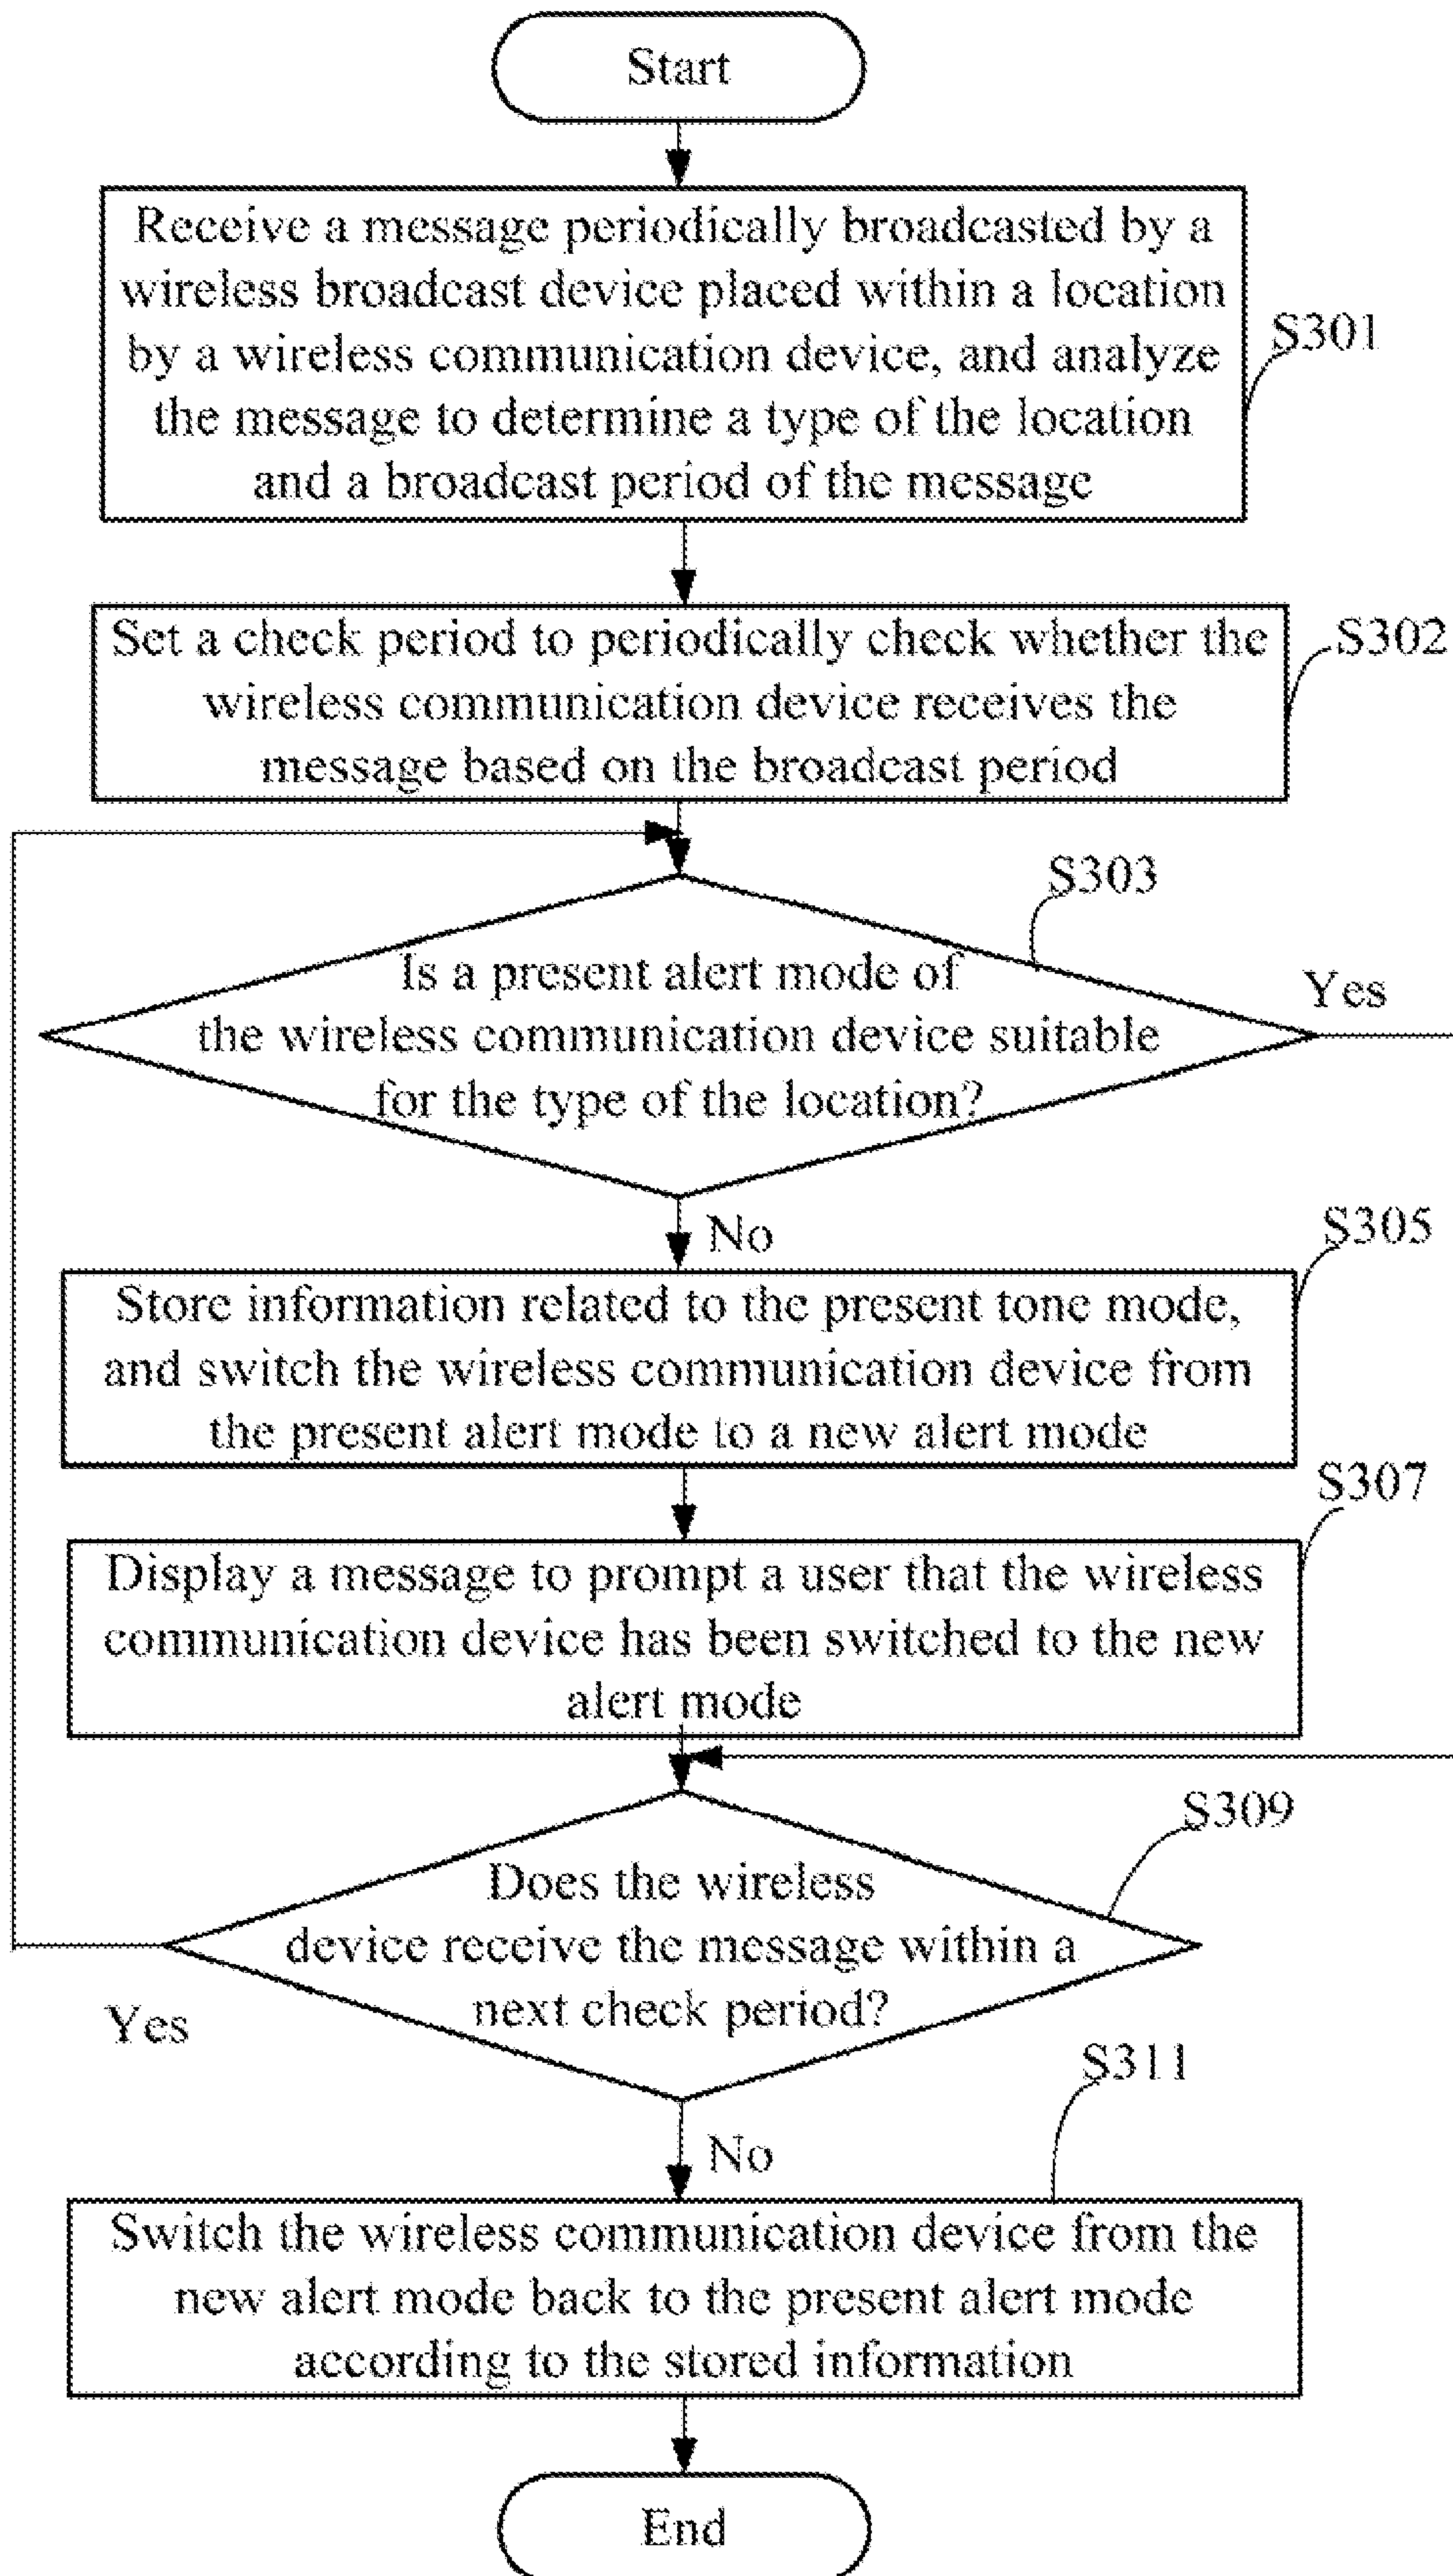 Start
Receive a message periodically broadcasted by a
wireless broadcast device placed within a location
by a wireless communication device, and analyze
the message to determine a type of the location
and a broadcast period of the message
S301
Set a check period to periodically check whether the
wireless communication device receives the
message based on the broadcast period
S302
S303
Is a present alert mode of
the wireless communication device suitable
for the type of the location?
Yes
No
S305
Store information related to the present tone mode,
and switch the wireless communication device from
the present alert mode to a new alert mode
S307
Display a message to prompt a user that the wireless
communication device has been switched to the new
alert mode
S309
Does the wireless
device receive the message within a
next check period?
Yes
No
S311
Switch the wireless communication device from the
new alert mode back to the present alert mode
according to the stored information
End